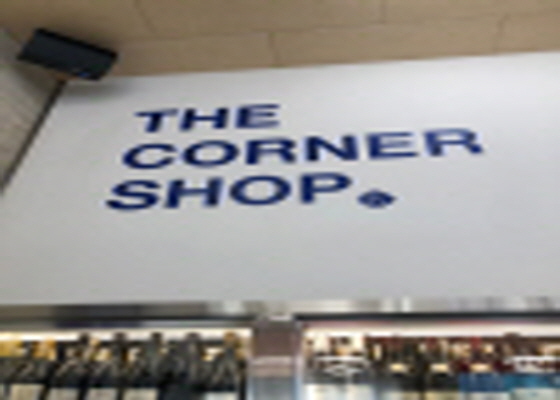 THE
CORNER
SHOP.